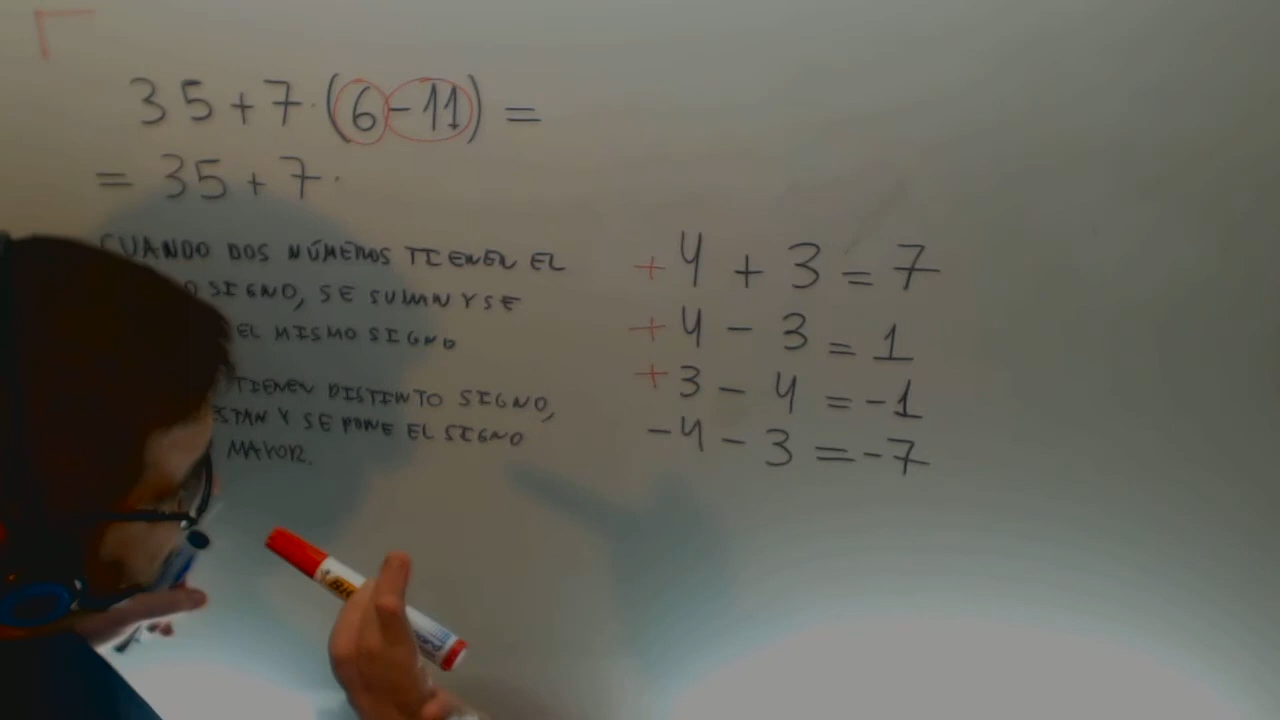 35+7·(6-11) =
= 35+7·
CUANDO DOS NÚMEROS TIENEN EL
SIGNO, SE SUMAN Y SE
EL MISMO SIGNO
TIENEN DISTINTO SIGNO,
Y SE PONE EL SIGNO
MAYOR.
+4 + 3 = 7
+4 - 3 = 1
+3 - 4 = -1
-4 - 3 = -7
BIC